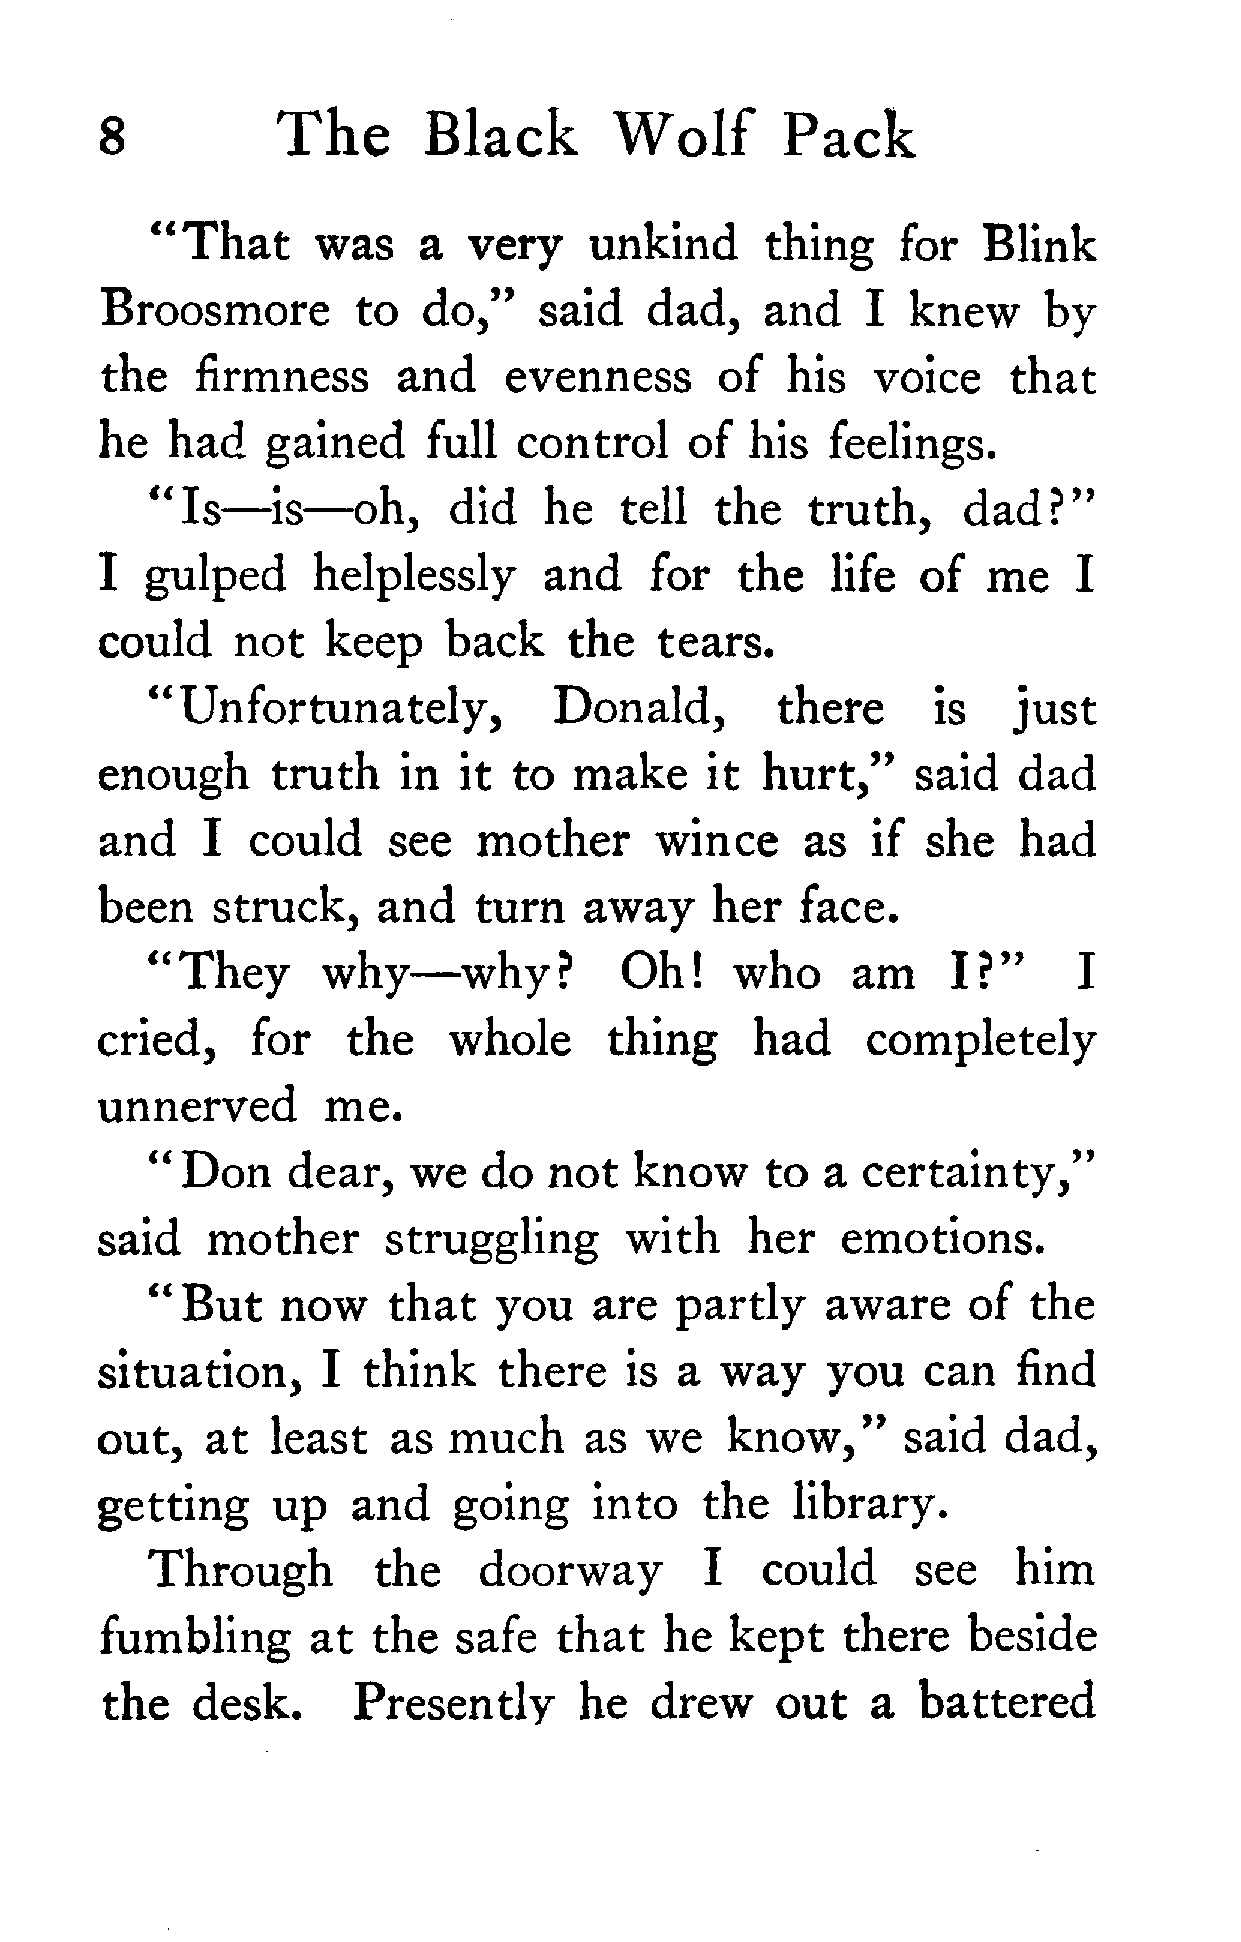 8 The Black Wolf Pack
“That was a very unkind thing for Blink
Broosmore to do,” said dad, and I knew by
the firmness and evenness of his voice that
he had gained full control of his feelings.
“Is—is—oh, did he tell the truth, dad?”
I gulped helplessly and for the life of me I
could not keep back the tears.
“Unfortunately, Donald, there is just
enough truth in it to make it hurt,” said dad
and I could see mother wince as if she had
been struck, and turn away her face.
“They why—why? Oh! who am I?” I
cried, for the whole thing had completely
unnerved me.
“Don dear, we do not know to a certainty,”
said mother struggling with her emotions.
“But now that you are partly aware of the
situation, I think there is a way you can find
out, at least as much as we know,” said dad,
getting up and going into the library.
Through the doorway I could see him
fumbling at the safe that he kept there beside
the desk. Presently he drew out a battered